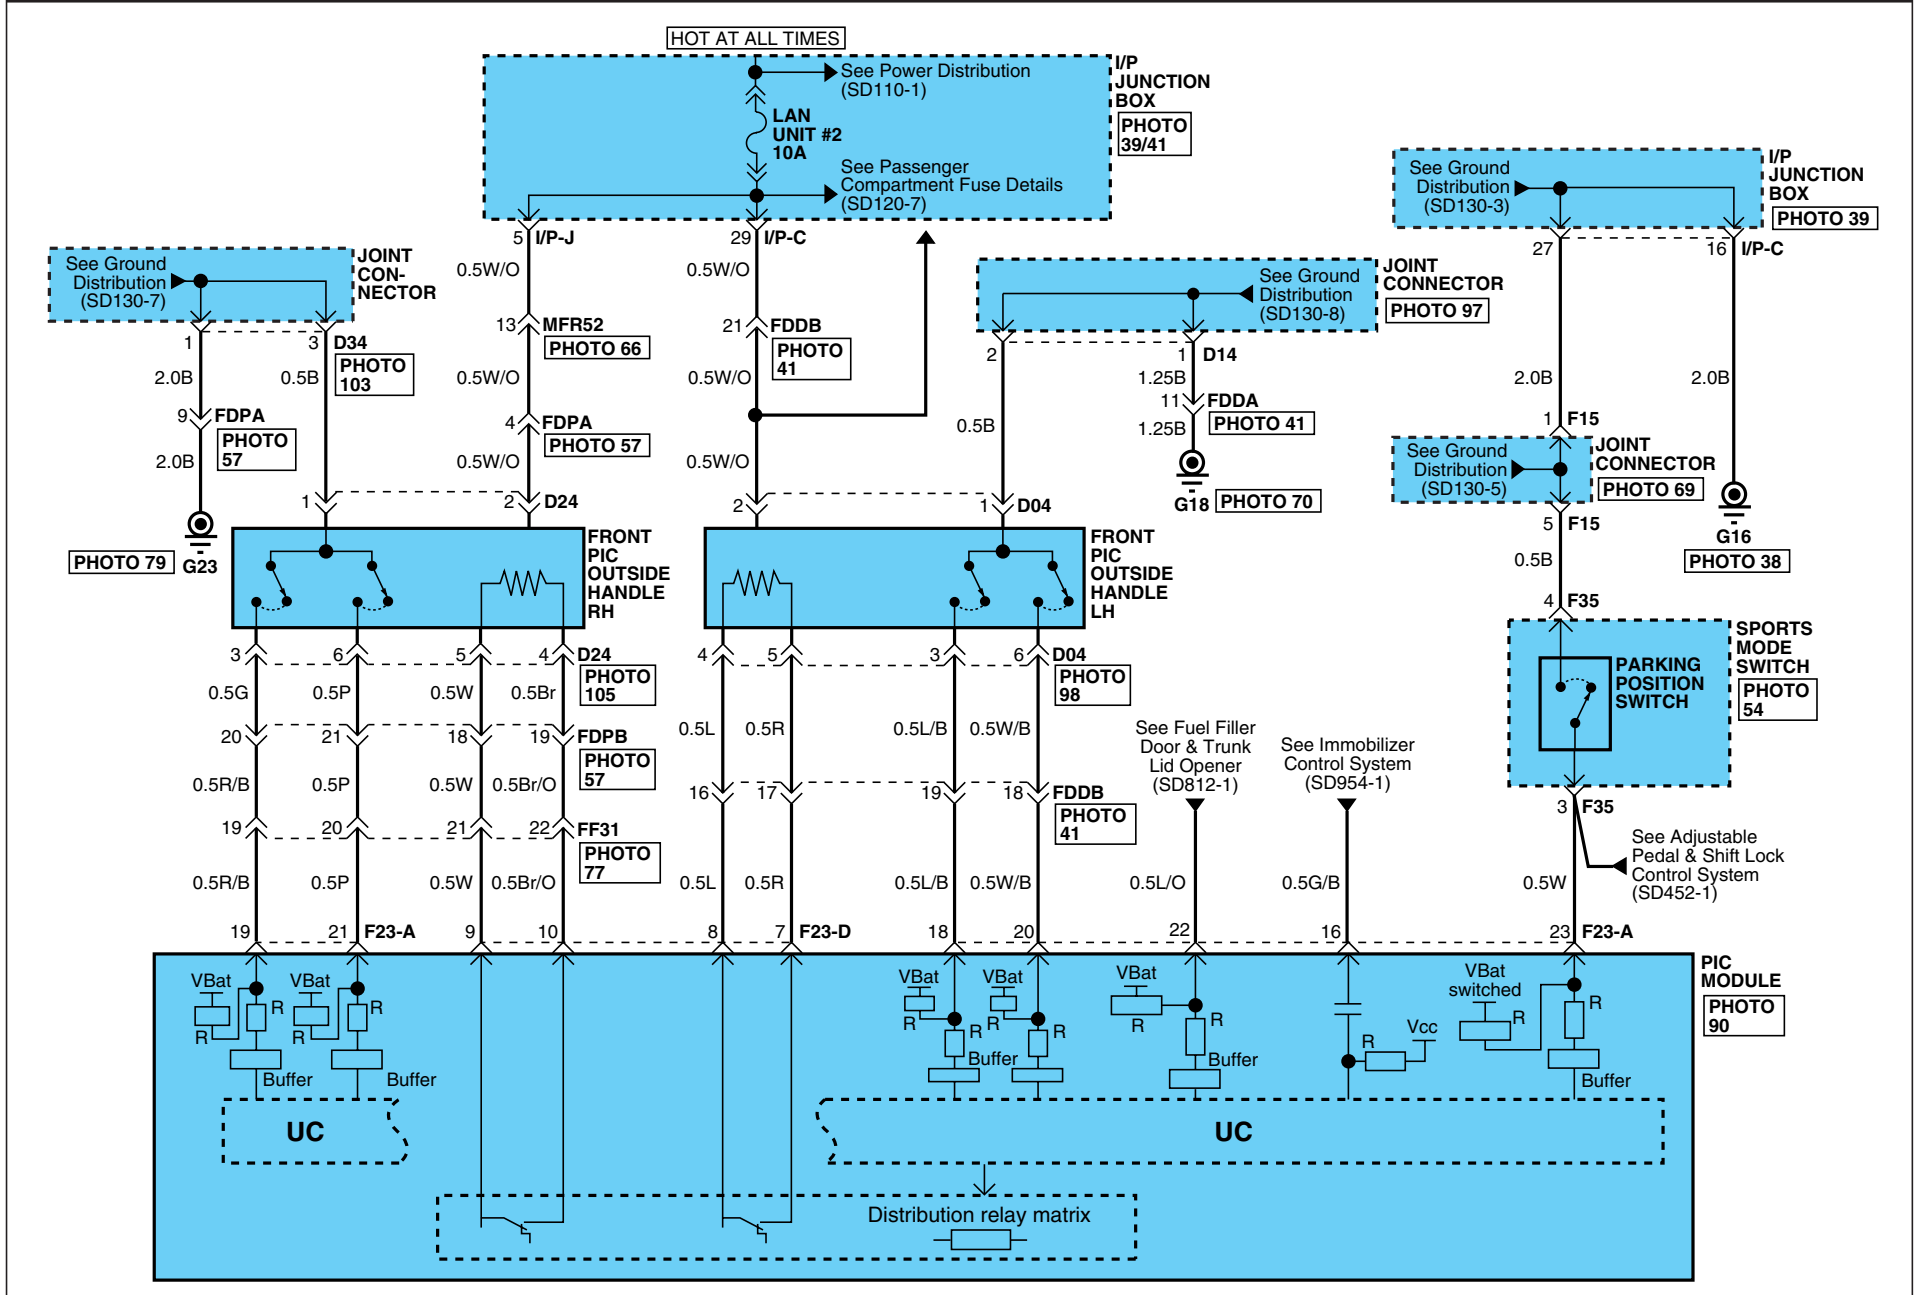 HOT AT ALL TIMES
See Power Distribution
(SD110-1)
LAN
UNIT #2
10A
See Passenger
Compartment Fuse Details
(SD120-7)
I/P
JUNCTION
BOX
PHOTO
39/41
5 I/P-J
29 I/P-C
See Ground
Distribution
(SD130-3)
I/P
JUNCTION
BOX
PHOTO 39
27
16 I/P-C
See Ground
Distribution
(SD130-7)
JOINT
CON-
NECTOR
1
3 D34
PHOTO
103
2.0B
0.5B
9 FDPA
PHOTO
57
2.0B
PHOTO 79
G23
0.5W/O
13 MFR52
PHOTO 66
0.5W/O
4 FDPA
PHOTO 57
0.5W/O
0.5W/O
21 FDDB
PHOTO
41
0.5W/O
0.5W/O
See Ground
Distribution
(SD130-8)
JOINT
CONNECTOR
PHOTO 97
2
1 D14
1.25B
11 FDDA
PHOTO 41
1.25B
0.5B
G18 PHOTO 70
2.0B
2.0B
1 F15
See Ground
Distribution
(SD130-5)
JOINT
CONNECTOR
PHOTO 69
5 F15
G16
PHOTO 38
0.5B
4 F35
1
2 D24
2
1 D04
FRONT
PIC
OUTSIDE
HANDLE
RH
FRONT
PIC
OUTSIDE
HANDLE
LH
SPORTS
MODE
SWITCH
PHOTO
54
PARKING
POSITION
SWITCH
3 F35
See Adjustable
Pedal & Shift Lock
Control System
(SD452-1)
3 6 5 4 D24
PHOTO
105
0.5G 0.5P 0.5W 0.5Br
20 21 18 19 FDPB
PHOTO
57
0.5R/B 0.5P 0.5W 0.5Br/O
19 20 21 22 FF31
PHOTO
77
0.5R/B 0.5P 0.5W 0.5Br/O
4 5 3 6 D04
PHOTO
98
0.5L 0.5R 0.5L/B 0.5W/B
16 17 19 18 FDDB
PHOTO
41
0.5L 0.5R 0.5L/B 0.5W/B
See Fuel Filler
Door & Trunk
Lid Opener
(SD812-1)
See Immobilizer
Control System
(SD954-1)
0.5L/O
0.5G/B
0.5W
19 21 F23-A 9 10 8 7 F23-D 18 20 22 16 23 F23-A
PIC
MODULE
PHOTO
90
VBat
R
R
Buffer
VBat
R
R
Buffer
VBat
R
R
Buffer
VBat
R
R
VBat
R
R
Buffer
R
Vcc
VBat
switched
R
R
Buffer
UC
UC
Distribution relay matrix